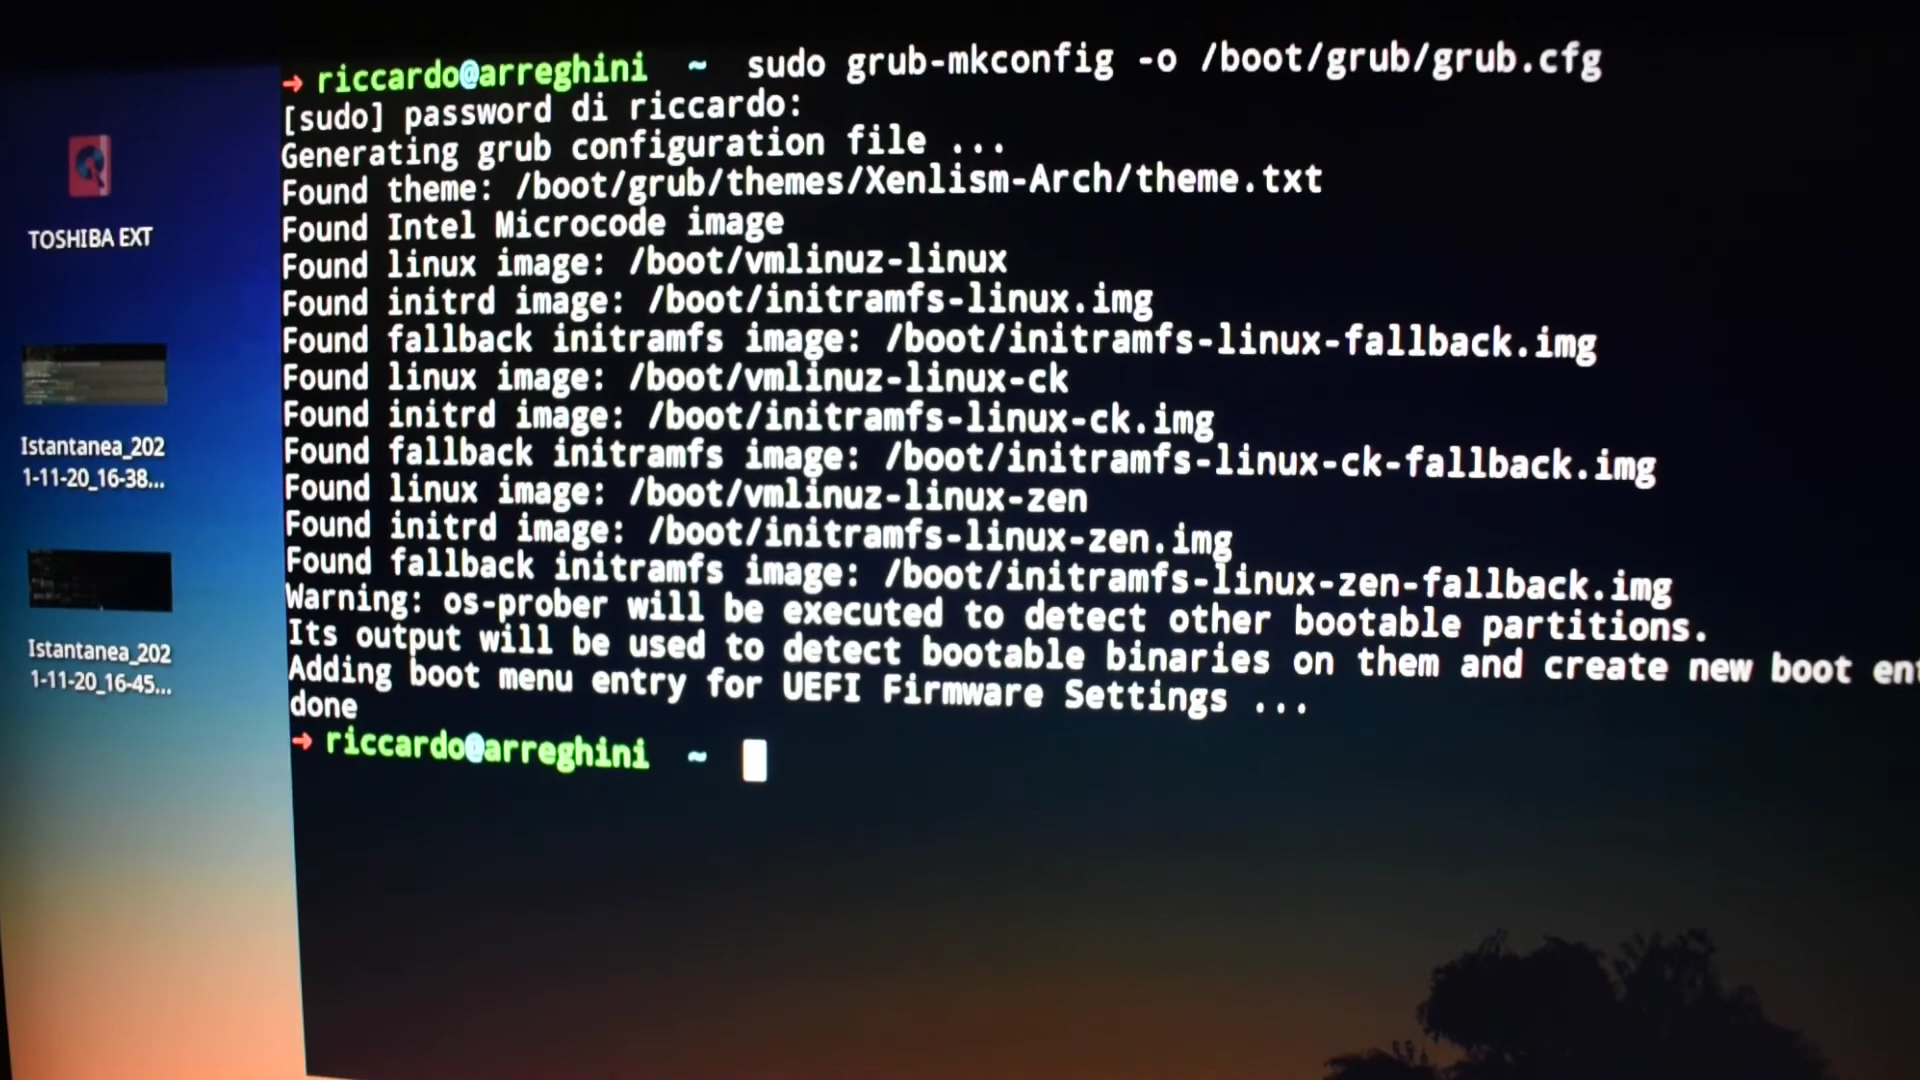 → riccardo@arreghini ~ sudo grub-mkconfig -o /boot/grub/grub.cfg
[sudo] password di riccardo:
Generating grub configuration file ...
Found theme: /boot/grub/themes/Xenlism-Arch/theme.txt
Found Intel Microcode image
Found linux image: /boot/vmlinuz-linux
Found initrd image: /boot/initramfs-linux.img
Found fallback initramfs image: /boot/initramfs-linux-fallback.img
Found linux image: /boot/vmlinuz-linux-ck
Found initrd image: /boot/initramfs-linux-ck.img
Found fallback initramfs image: /boot/initramfs-linux-ck-fallback.img
Found linux image: /boot/vmlinuz-linux-zen
Found initrd image: /boot/initramfs-linux-zen.img
Found fallback initramfs image: /boot/initramfs-linux-zen-fallback.img
Warning: os-prober will be executed to detect other bootable partitions.
Its output will be used to detect bootable binaries on them and create new boot
Adding boot menu entry for UEFI Firmware Settings ...
done
→ riccardo@arreghini ~
TOSHIBA EXT
Istantanea_202
1-11-20_16-38...
Istantanea_202
1-11-20_16-45...